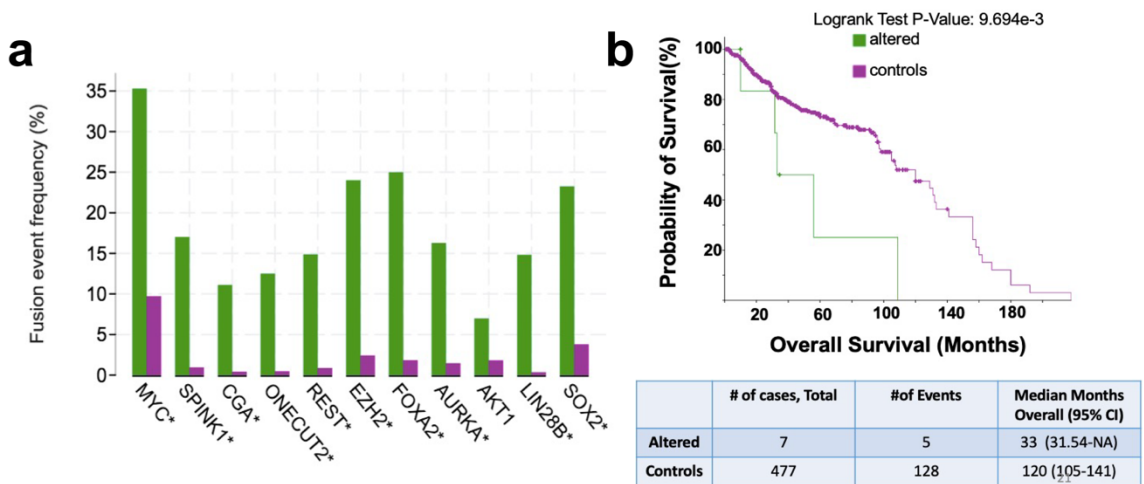 a
Fusion event frequency (%)
35
30
25
20
15
10
5
0
MYC*
SPINK1*
CGA*
ONECUT2*
REST*
EZH2*
FOXA2*
AURKA*
AKT1
LIN28B*
SOX2*
b
Logrank Test P-Value: 9.694e-3
altered
controls
Probability of Survival(%)
100
80
60
40
20
20 60 100 140 180
Overall Survival (Months)
# of cases, Total #of Events Median Months
Overall (95% CI)
Altered 7 5 33 (31.54-NA)
Controls 477 128 120 (105-141)
21